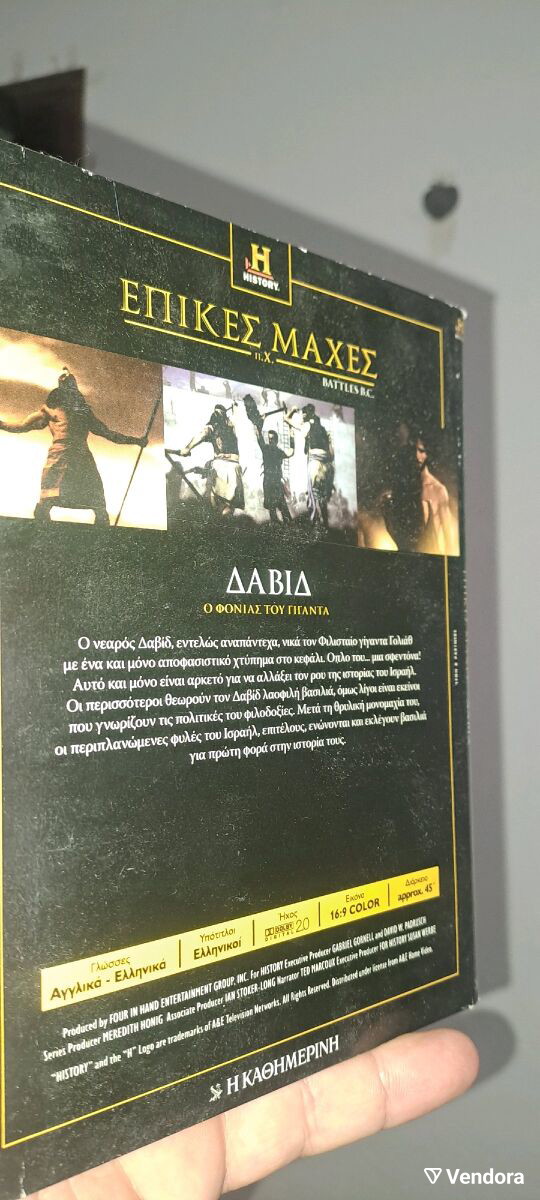 H
HISTORY
ΕΠΙΚΕΣ ΜΑΧΕΣ
π.Χ.
BATTLES B.C.
ΔΑΒΙΔ
Ο ΦΟΝΙΑΣ ΤΟΥ ΓΙΓΑΝΤΑ
Ο νεαρός Δαβίδ, εντελώς αναπάντεχα, νικά τον Φιλισταίο γίγαντα Γολιάθ
με ένα και μόνο αποφασιστικό χτύπημα στο κεφάλι. Οπλο του... μια σφεντόνα!
Αυτό και μόνο είναι αρκετό για να αλλάξει τον ρου της ιστορίας του Ισραήλ.
Οι περισσότεροι θεωρούν τον Δαβίδ λαοφιλή βασιλιά, όμως λίγοι είναι εκείνοι
που γνωρίζουν τις πολιτικές του φιλοδοξίες. Μετά τη θρυλική μονομαχία του,
οι περιπλανώμενες φυλές του Ισραήλ, επιτέλους, ενώνονται και εκλέγουν βασιλιά
για πρώτη φορά στην ιστορία τους.
Γλώσσες
Αγγλικά - Ελληνικά
Υπότιτλοι
Ελληνικοί
Ήχος
DOLBY DIGITAL 2.0
Εικόνα
16:9 COLOR
Διάρκεια
approx. 45΄
Produced by FOUR IN HAND ENTERTAINMENT GROUP, INC. For HISTORY Executive Producer GABRIEL GORNELL and DAVID W. PADRUSCH
Series Producer MEREDITH HONIG Associate Producer IAN STOKER-LONG Narrator TED MARCOUX Executive Producer FOR HISTORY SUSAN WERBE
"HISTORY" and the "H" Logo are trademarks of A&E Television Networks. All Rights Reserved. Distributed under license from A&E Home Video.
Η ΚΑΘΗΜΕΡΙΝΗ
Vendora